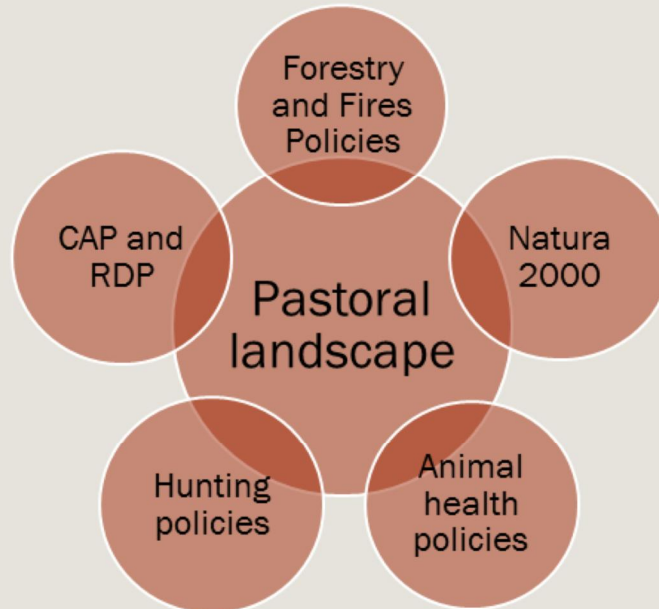 Forestry
and Fires
Policies
CAP and
RDP
Natura
2000
Pastoral
landscape
Hunting
policies
Animal
health
policies